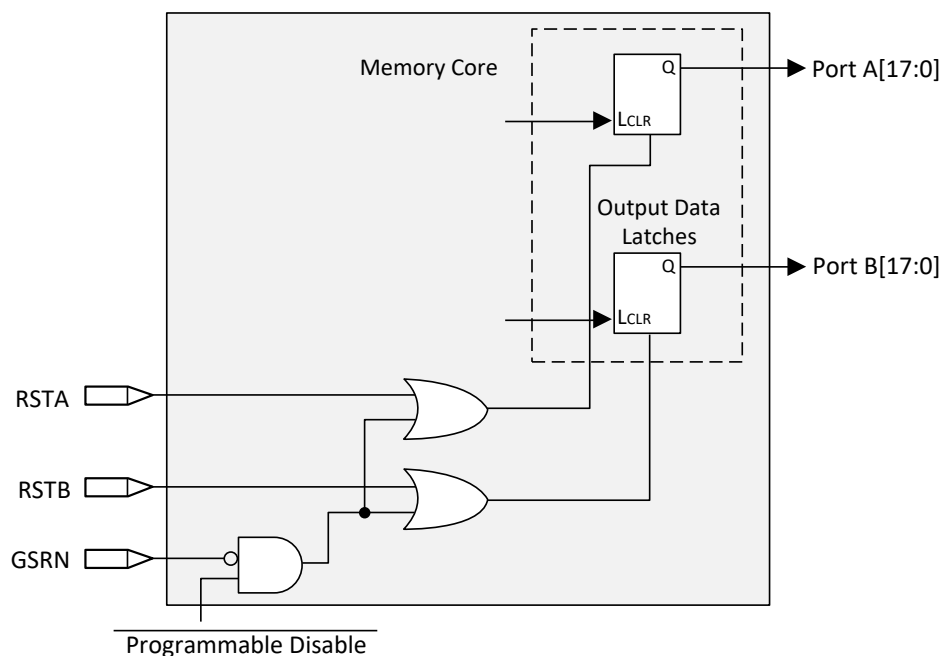 Memory Core
Q
Port A[17:0]
LCLR
Output Data
Latches
Q
Port B[17:0]
LCLR
RSTA
RSTB
GSRN
Programmable Disable